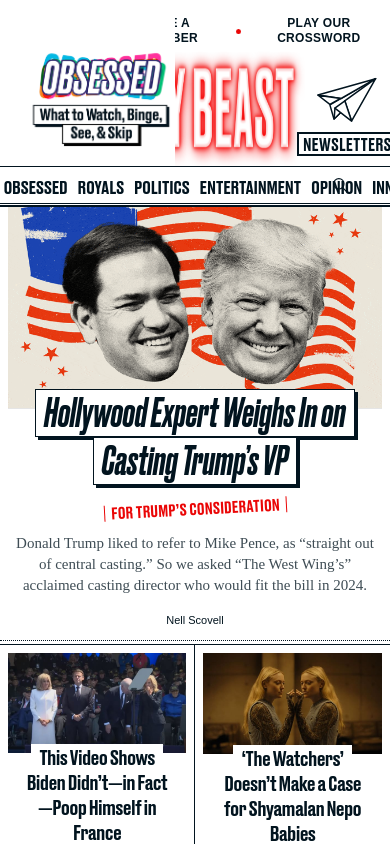 E A
BER
PLAY OUR
CROSSWORD
OBSESSED
What to Watch, Binge,
See, & Skip
Y BEAST
NEWSLETTERS
OBSESSED ROYALS POLITICS ENTERTAINMENT OPINION INN
Hollywood Expert Weighs In on
Casting Trump's VP
FOR TRUMP'S CONSIDERATION
Donald Trump liked to refer to Mike Pence, as “straight out
of central casting.” So we asked “The West Wing’s”
acclaimed casting director who would fit the bill in 2024.
Nell Scovell
This Video Shows
Biden Didn’t—in Fact
—Poop Himself in
France
‘The Watchers’
Doesn’t Make a Case
for Shyamalan Nepo
Babies